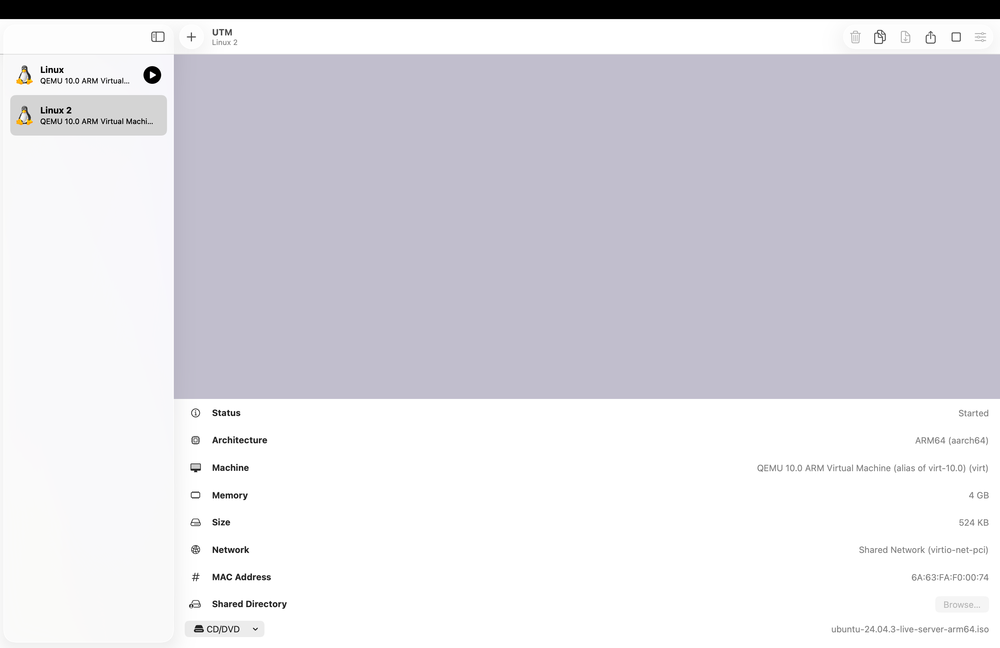 UTM
Linux 2
Linux
QEMU 10.0 ARM Virtual...
Linux 2
QEMU 10.0 ARM Virtual Machi...
Status
Started
Architecture
ARM64 (aarch64)
Machine
QEMU 10.0 ARM Virtual Machine (alias of virt-10.0) (virt)
Memory
4 GB
Size
524 KB
Network
Shared Network (virtio-net-pci)
MAC Address
6A:63:FA:F0:00:74
Shared Directory
Browse...
CD/DVD
ubuntu-24.04.3-live-server-arm64.iso